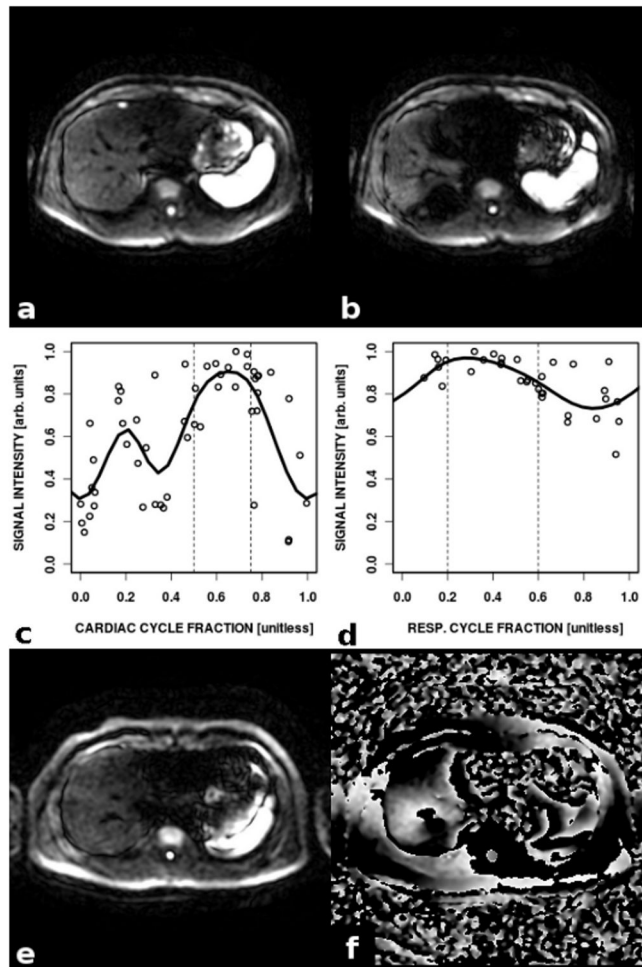 a
b
SIGNAL INTENSITY [arb. units]
1.0
0.8
0.6
0.4
0.2
0.0
0.0 0.2 0.4 0.6 0.8 1.0
c
CARDIAC CYCLE FRACTION [unitless]
SIGNAL INTENSITY [arb. units]
1.0
0.8
0.6
0.4
0.2
0.0
0.0 0.2 0.4 0.6 0.8 1.0
d
RESP. CYCLE FRACTION [unitless]
e
f